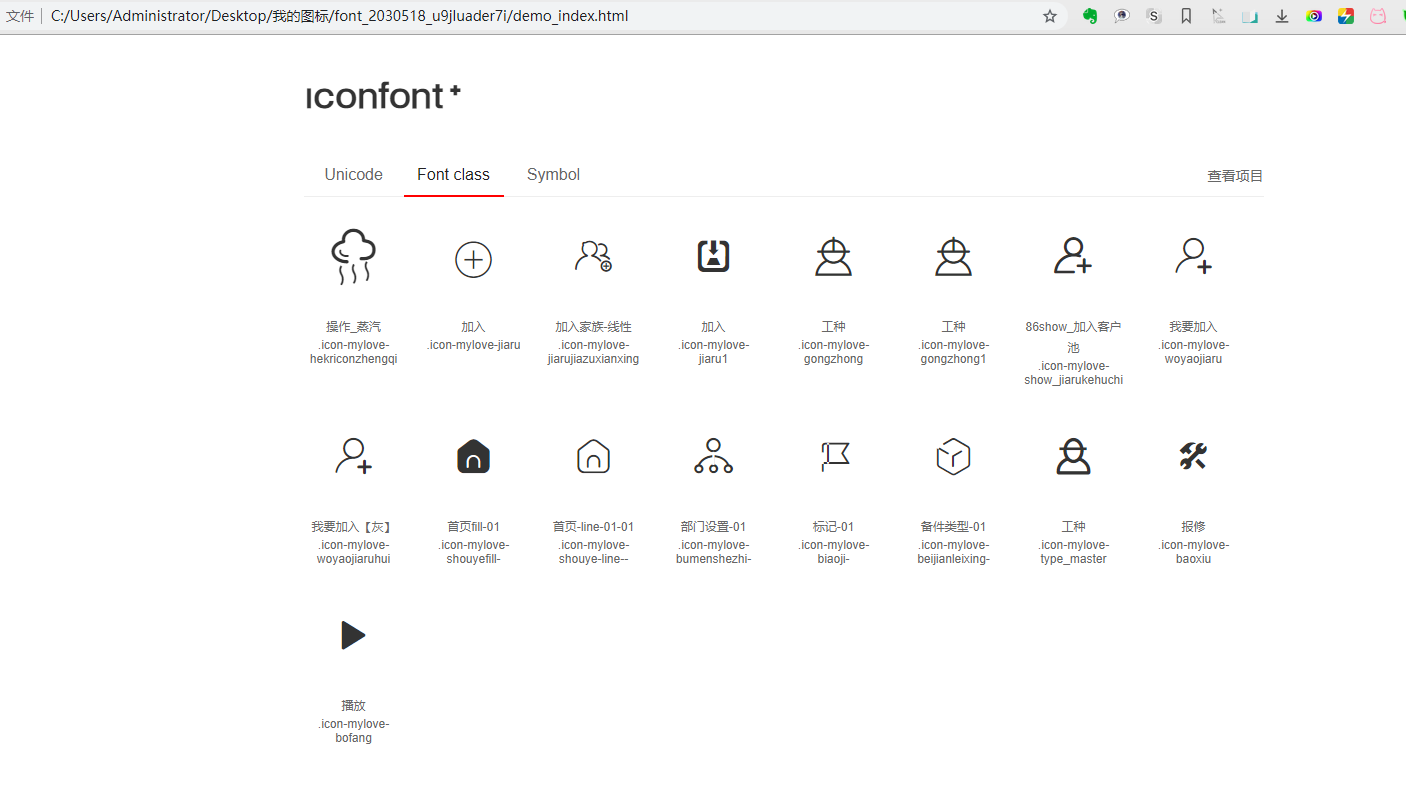 文件 C:/Users/Administrator/Desktop/我的图标/font_2030518_u9jluader7i/demo_index.html
iconfont+
Unicode Font class Symbol 查看项目
操作_蒸汽
.icon-mylove-
hekriconzhengqi
加入
.icon-mylove-jiaru
加入家族-线性
.icon-mylove-
jiarujiazuxianxing
加入
.icon-mylove-
jiaru1
工种
.icon-mylove-
gongzhong
工种
.icon-mylove-
gongzhong1
86show_加入客户
池
.icon-mylove-
show_jiarukehuchi
我要加入
.icon-mylove-
woyaojiaru
我要加入【灰】
.icon-mylove-
woyaojiaruhui
首页fill-01
.icon-mylove-
shouyefill-
首页-line-01-01
.icon-mylove-
shouye-line--
部门设置-01
.icon-mylove-
bumenshezhi-
标记-01
.icon-mylove-
biaoji-
备件类型-01
.icon-mylove-
beijianleixing-
工种
.icon-mylove-
type_master
报修
.icon-mylove-
baoxiu
播放
.icon-mylove-
bofang